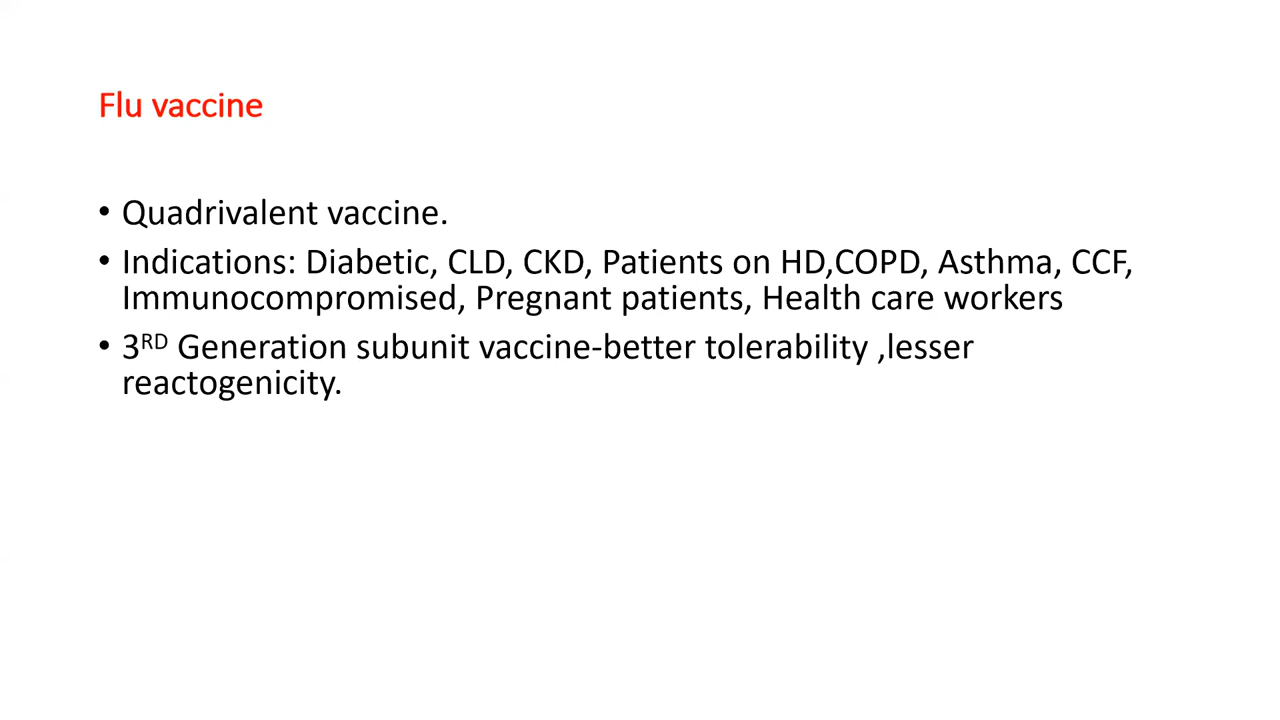 Flu vaccine
• Quadrivalent vaccine.
• Indications: Diabetic, CLD, CKD, Patients on HD,COPD, Asthma, CCF,
Immunocompromised, Pregnant patients, Health care workers
• 3RD Generation subunit vaccine-better tolerability ,lesser
reactogenicity.